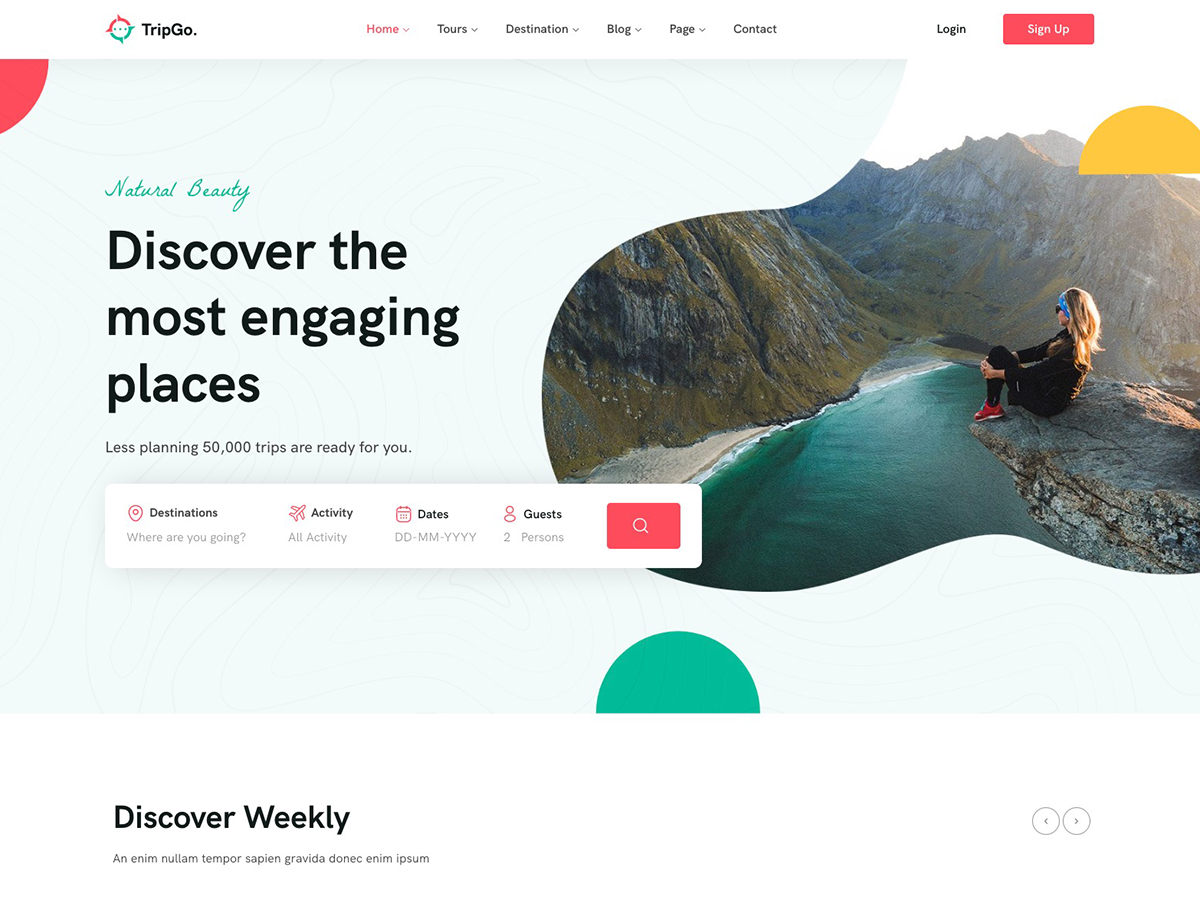 TripGo.
Home
Tours
Destination
Blog
Page
Contact
Login
Sign Up
Natural Beauty
Discover the
most engaging
places
Less planning 50,000 trips are ready for you.
Destinations
Where are you going?
Activity
All Activity
Dates
DD-MM-YYYY
Guests
2 Persons
Discover Weekly
An enim nullam tempor sapien gravida donec enim ipsum